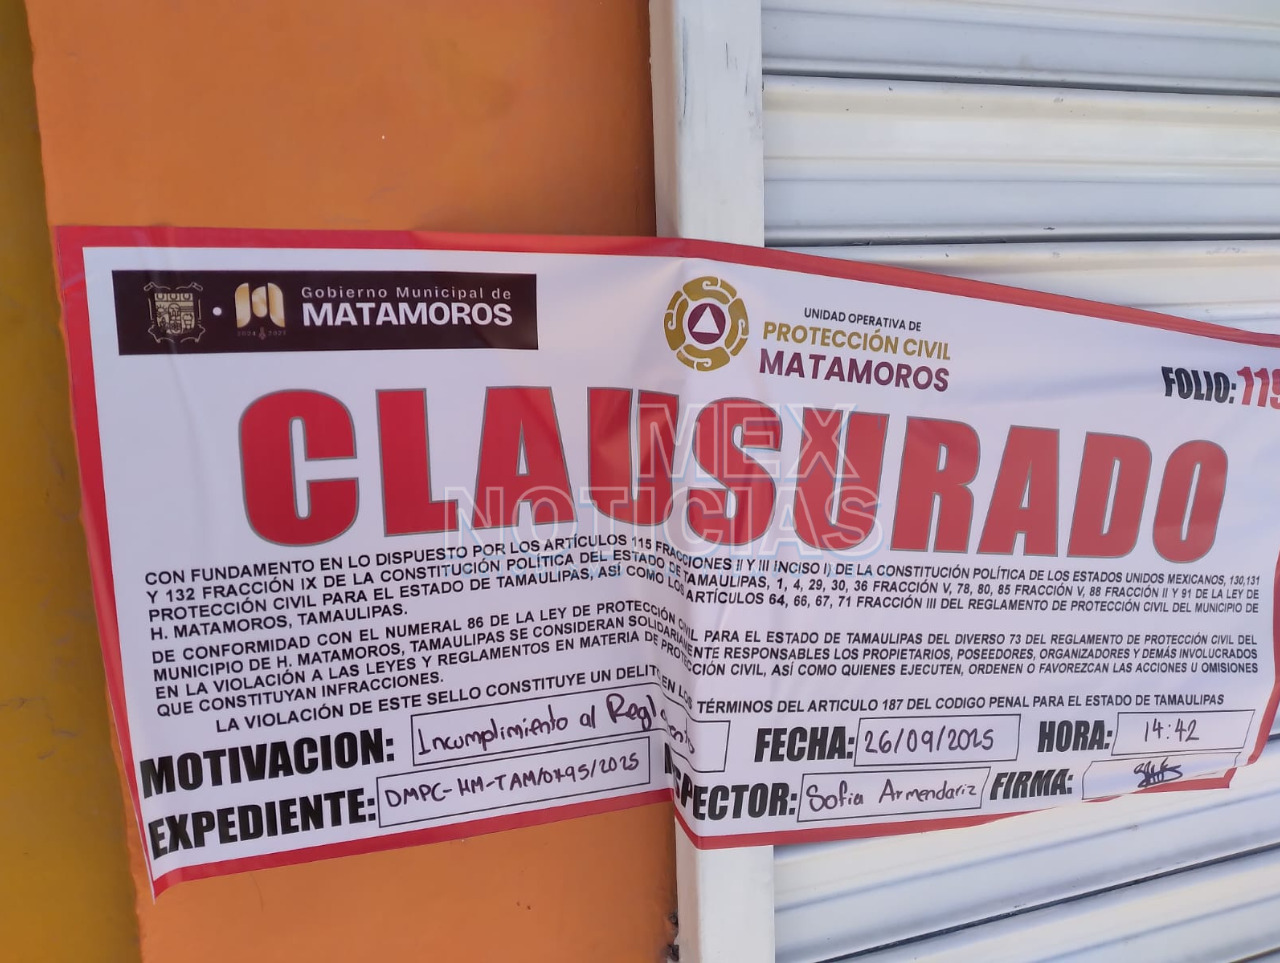 Gobierno Municipal de
MATAMOROS
UNIDAD OPERATIVA DE
PROTECCIÓN CIVIL
MATAMOROS
FOLIO:
CLAUSURADO
MEX
NOTICIAS
CON FUNDAMENTO EN LO DISPUESTO POR LOS ARTÍCULOS 115 FRACCIONES II Y III INCISO I) DE LA CONSTITUCIÓN POLÍTICA DE LOS ESTADOS UNIDOS MEXICANOS, 130,131
Y 132 FRACCIÓN IX DE LA CONSTITUCIÓN POLÍTICA DEL ESTADO DE TAMAULIPAS, 1, 4, 29, 30, 36 FRACCIÓN V, 78, 80, 85 FRACCIÓN V, 88 FRACCIÓN II Y 91 DE LA LEY DE
PROTECCIÓN CIVIL PARA EL ESTADO DE TAMAULIPAS, ASÍ COMO LOS ARTÍCULOS 64, 66, 67, 71 FRACCIÓN III DEL REGLAMENTO DE PROTECCIÓN CIVIL DEL MUNICIPIO DE
H. MATAMOROS, TAMAULIPAS.
DE CONFORMIDAD CON EL NUMERAL 86 DE LA LEY DE PROTECCIÓN CIVIL PARA EL ESTADO DE TAMAULIPAS DEL DIVERSO 73 DEL REGLAMENTO DE PROTECCIÓN CIVIL DEL
MUNICIPIO DE H. MATAMOROS, TAMAULIPAS SE CONSIDERAN SOLIDARIAMENTE RESPONSABLES LOS PROPIETARIOS, POSEEDORES, ORGANIZADORES Y DEMÁS INVOLUCRADOS
EN LA VIOLACIÓN A LAS LEYES Y REGLAMENTOS EN MATERIA DE PROTECCIÓN CIVIL, ASÍ COMO QUIENES EJECUTEN, ORDENEN O FAVOREZCAN LAS ACCIONES U OMISIONES
QUE CONSTITUYAN INFRACCIONES.
LA VIOLACIÓN DE ESTE SELLO CONSTITUYE UN DELITO EN LOS TÉRMINOS DEL ARTICULO 187 DEL CODIGO PENAL PARA EL ESTADO DE TAMAULIPAS
MOTIVACION: Incumplimiento al FECHA: 26/09/2025 HORA: 14:42
EXPEDIENTE: INSPECTOR: Sofia Armendariz FIRMA: